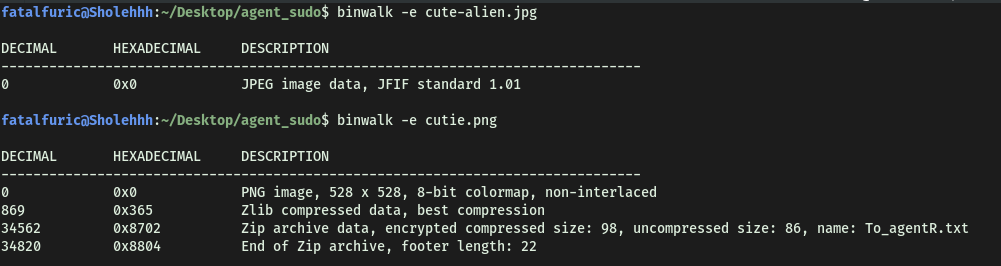 fatalfuric@Sholehhh:~/Desktop/agent_sudo$ binwalk -e cute-alien.jpg
DECIMAL       HEXADECIMAL     DESCRIPTION
--------------------------------------------------------------------------------
0             0x0             JPEG image data, JFIF standard 1.01
fatalfuric@Sholehhh:~/Desktop/agent_sudo$ binwalk -e cutie.png
DECIMAL       HEXADECIMAL     DESCRIPTION
--------------------------------------------------------------------------------
0             0x0             PNG image, 528 x 528, 8-bit colormap, non-interlaced
869           0x365           Zlib compressed data, best compression
34562         0x8702          Zip archive data, encrypted compressed size: 98, uncompressed size: 86, name: To_agentR.txt
34820         0x8804          End of Zip archive, footer length: 22